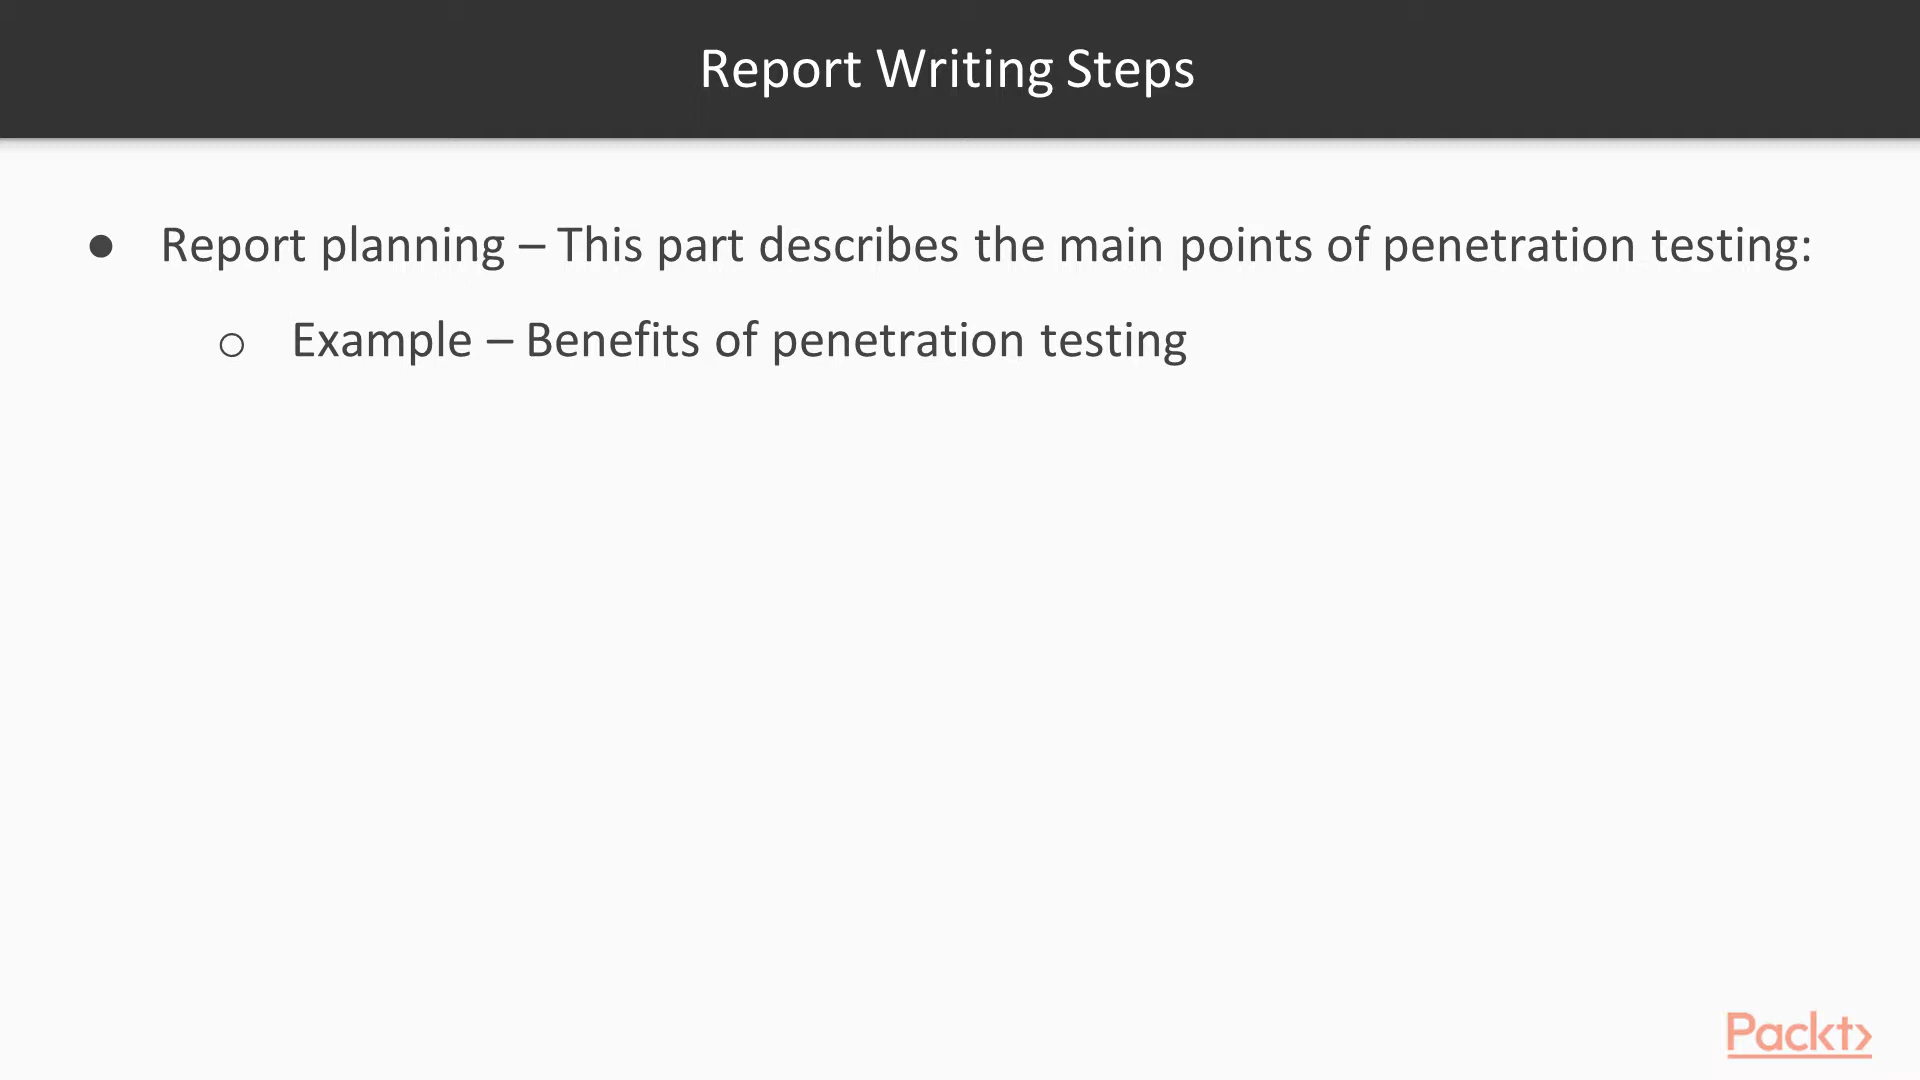 Report Writing Steps
● Report planning – This part describes the main points of penetration testing:
○ Example – Benefits of penetration testing
Packt>